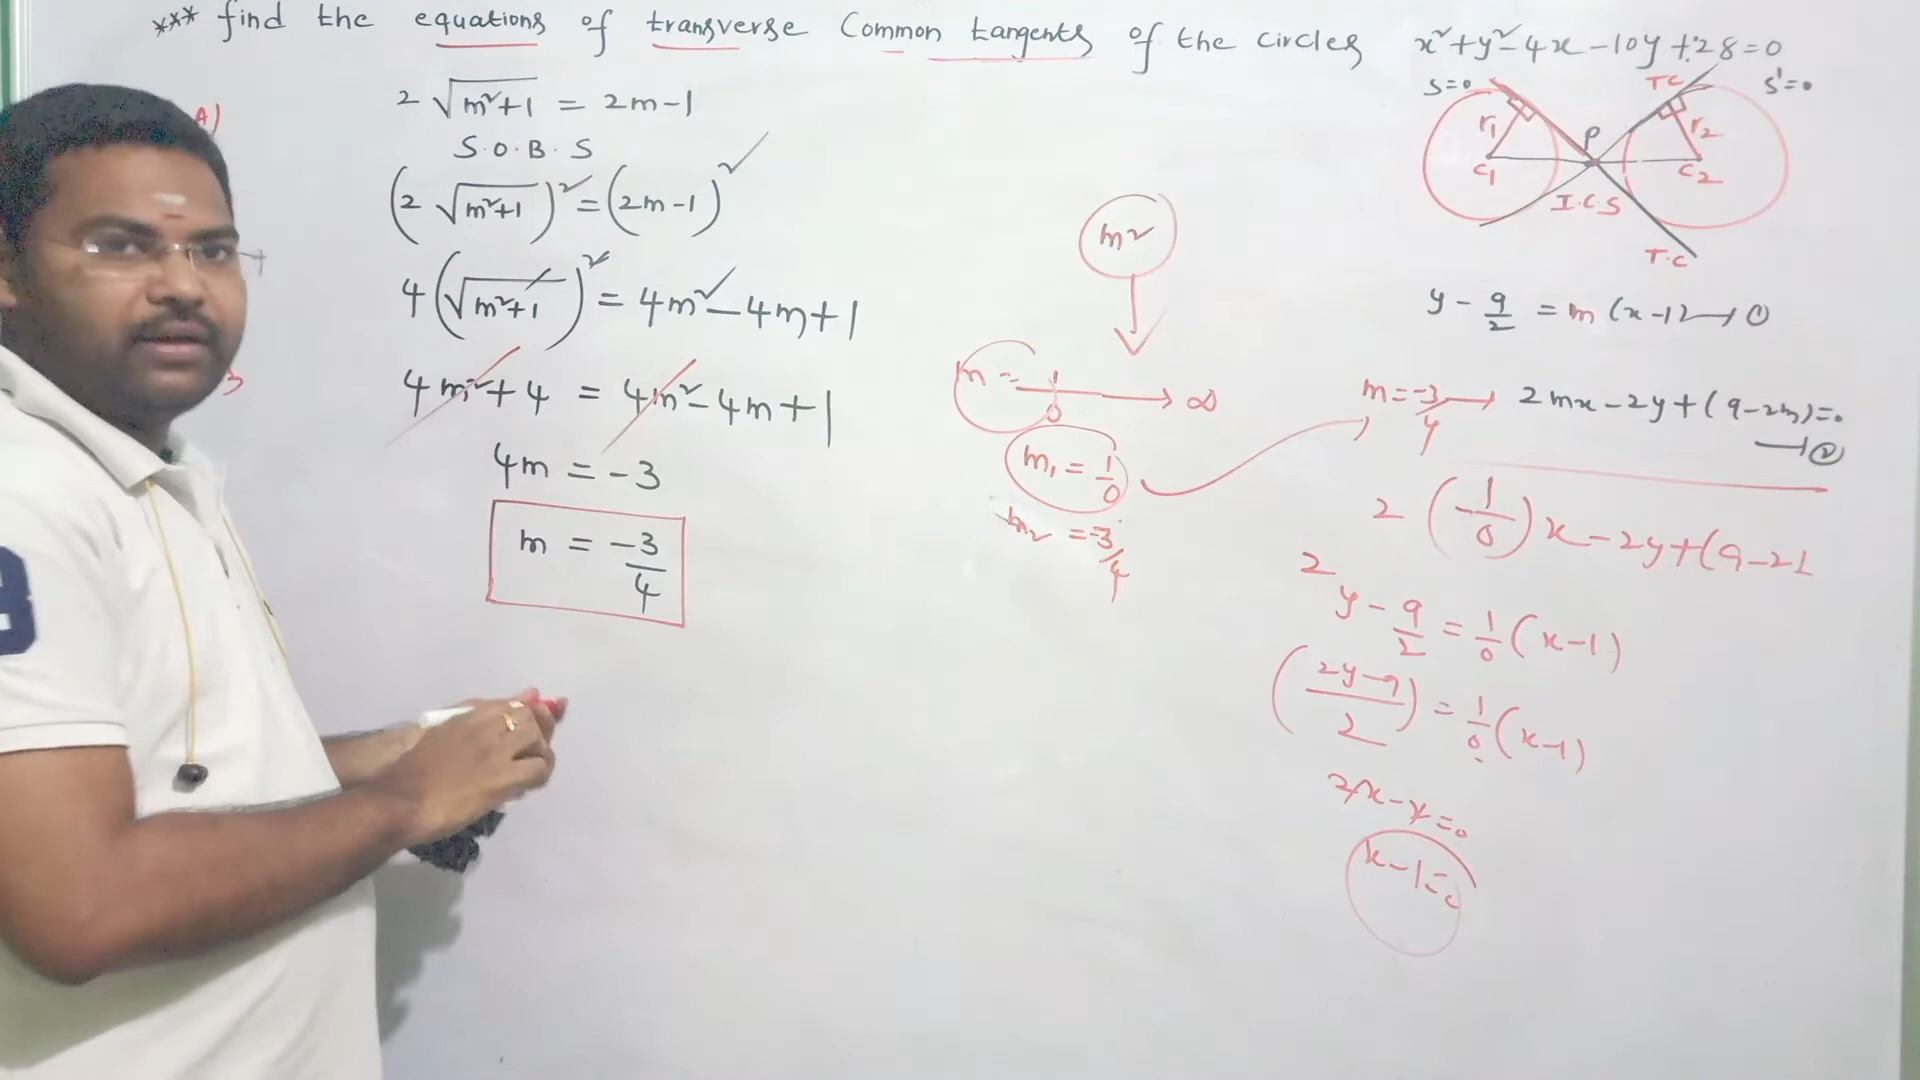 *** find the equations of transverse Common tangents of the circles x²+y²-4x-10y+28=0
A)
2 √m²+1 = 2m-1
S.O.B.S
(2 √m²+1)² = (2m-1)²
4(√m²+1)² = 4m²-4m+1
4m²+4 = 4m²-4m+1
4m = -3
m = -3/4
3
m²
m = 1/0 → ∞
m₁ = 1/0
m₂ = -3/4
S=0
T C
S'=0
r₁
P
r₂
C₁
C₂
I.C.S
T.C
y - 9/2 = m (x-1) → ①
m = -3/4 → 2mx-2y+(9-2m)=0
→ ②
2 (-1/0) x-2y+(9-21
2
y - 9/2 = 1/0 (x-1)
(2y-9/2) = 1/0 (x-1)
x-1=0